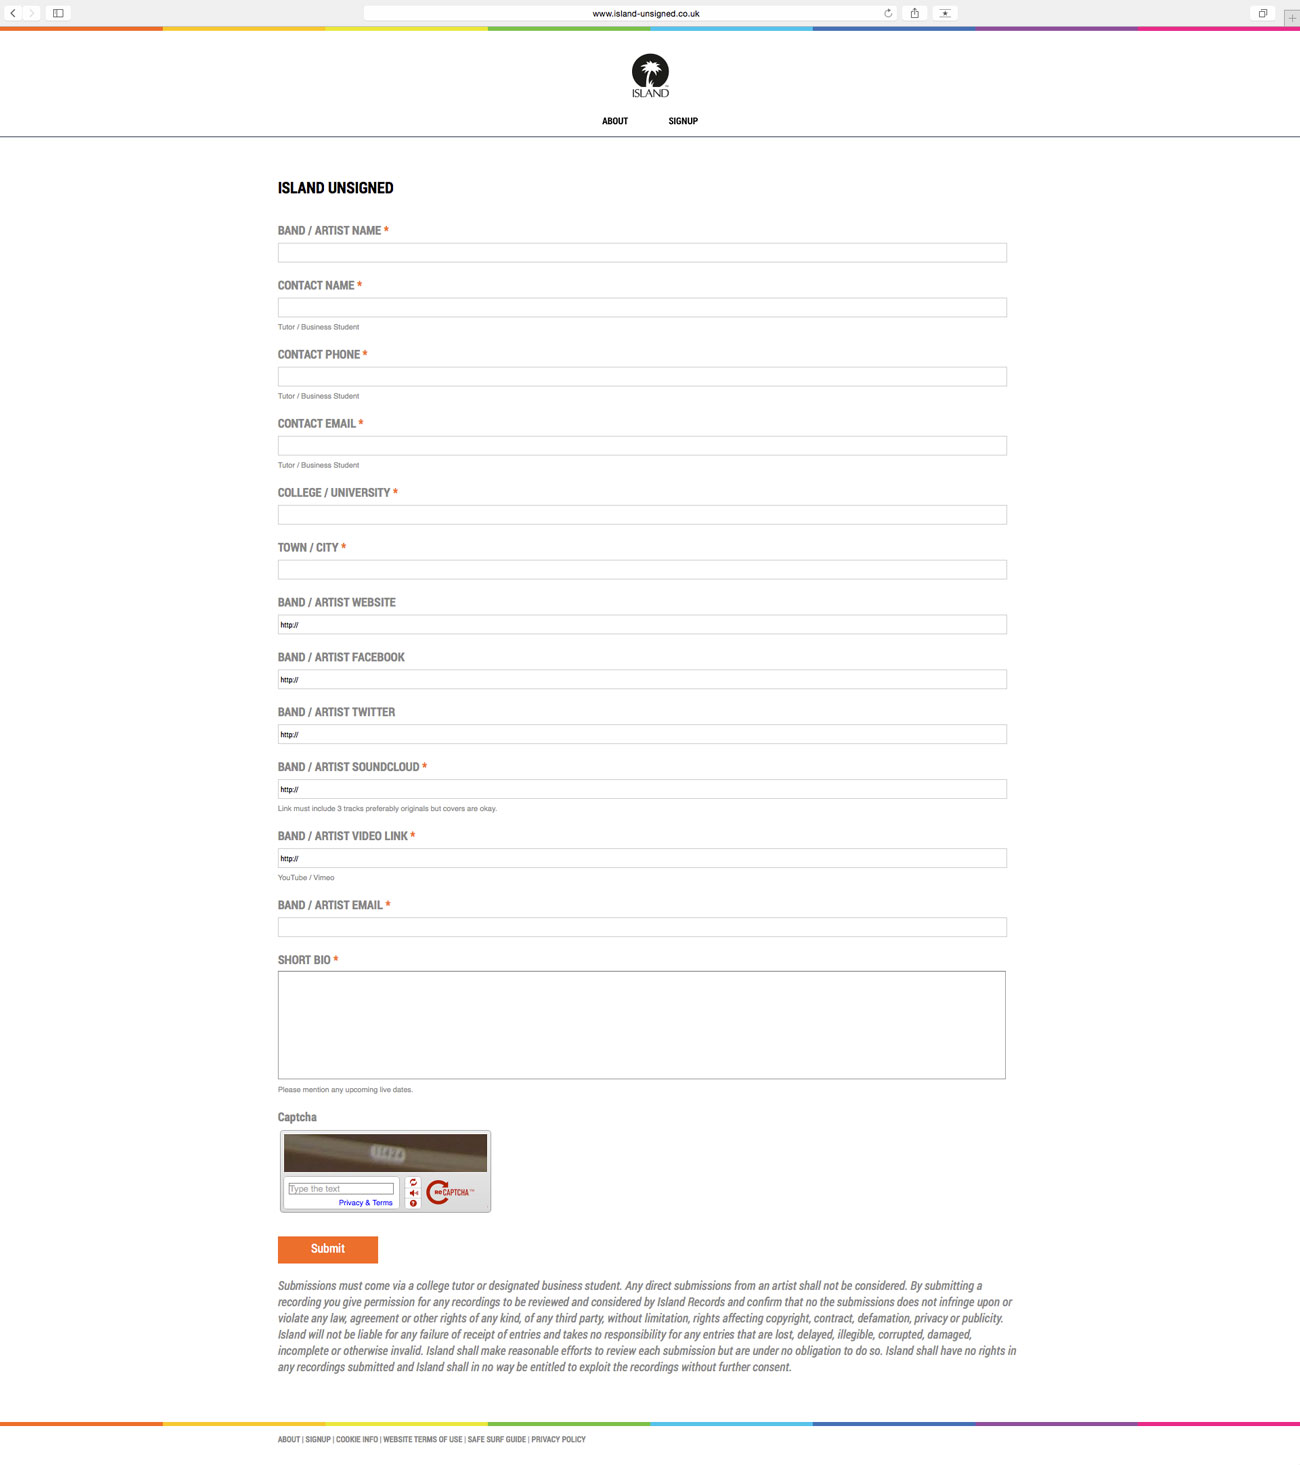 www.island-unsigned.co.uk
ISLAND
ABOUT SIGNUP
ISLAND UNSIGNED
BAND / ARTIST NAME *
CONTACT NAME *
Tutor / Business Student
CONTACT PHONE *
Tutor / Business Student
CONTACT EMAIL *
Tutor / Business Student
COLLEGE / UNIVERSITY *
TOWN / CITY *
BAND / ARTIST WEBSITE
http://
BAND / ARTIST FACEBOOK
http://
BAND / ARTIST TWITTER
http://
BAND / ARTIST SOUNDCLOUD *
http://
Link must include 3 tracks preferably originals but covers are okay.
BAND / ARTIST VIDEO LINK *
http://
YouTube / Vimeo
BAND / ARTIST EMAIL *
SHORT BIO *
Please mention any upcoming live dates.
Captcha
Type the text
Privacy & Terms
reCAPTCHA™
Submit
Submissions must come via a college tutor or designated business student. Any direct submissions from an artist shall not be considered. By submitting a
recording you give permission for any recordings to be reviewed and considered by Island Records and confirm that no the submissions does not infringe upon or
violate any law, agreement or other rights of any kind, of any third party, without limitation, rights affecting copyright, contract, defamation, privacy or publicity.
Island will not be liable for any failure of receipt of entries and takes no responsibility for any entries that are lost, delayed, illegible, corrupted, damaged,
incomplete or otherwise invalid. Island shall make reasonable efforts to review each submission but are under no obligation to do so. Island shall have no rights in
any recordings submitted and Island shall in no way be entitled to exploit the recordings without further consent.
ABOUT | SIGNUP | COOKIE INFO | WEBSITE TERMS OF USE | SAFE SURF GUIDE | PRIVACY POLICY